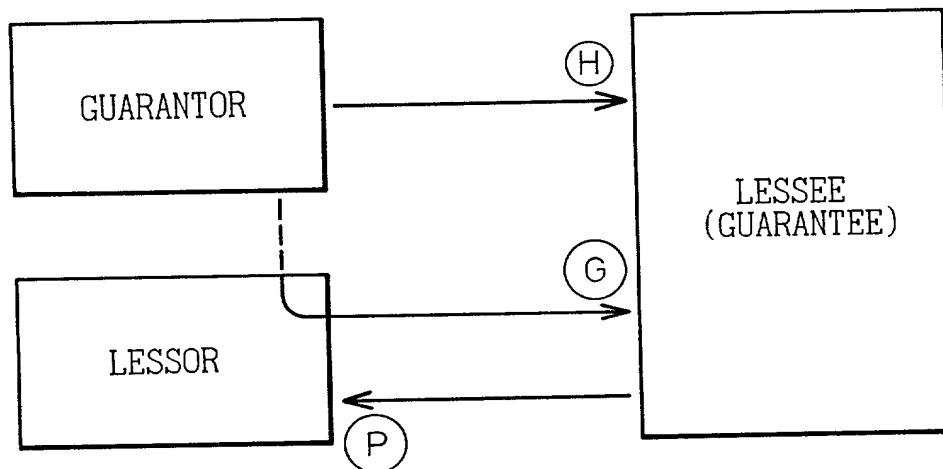 H
GUARANTOR
LESSEE
(GUARANTEE)
G
LESSOR
P